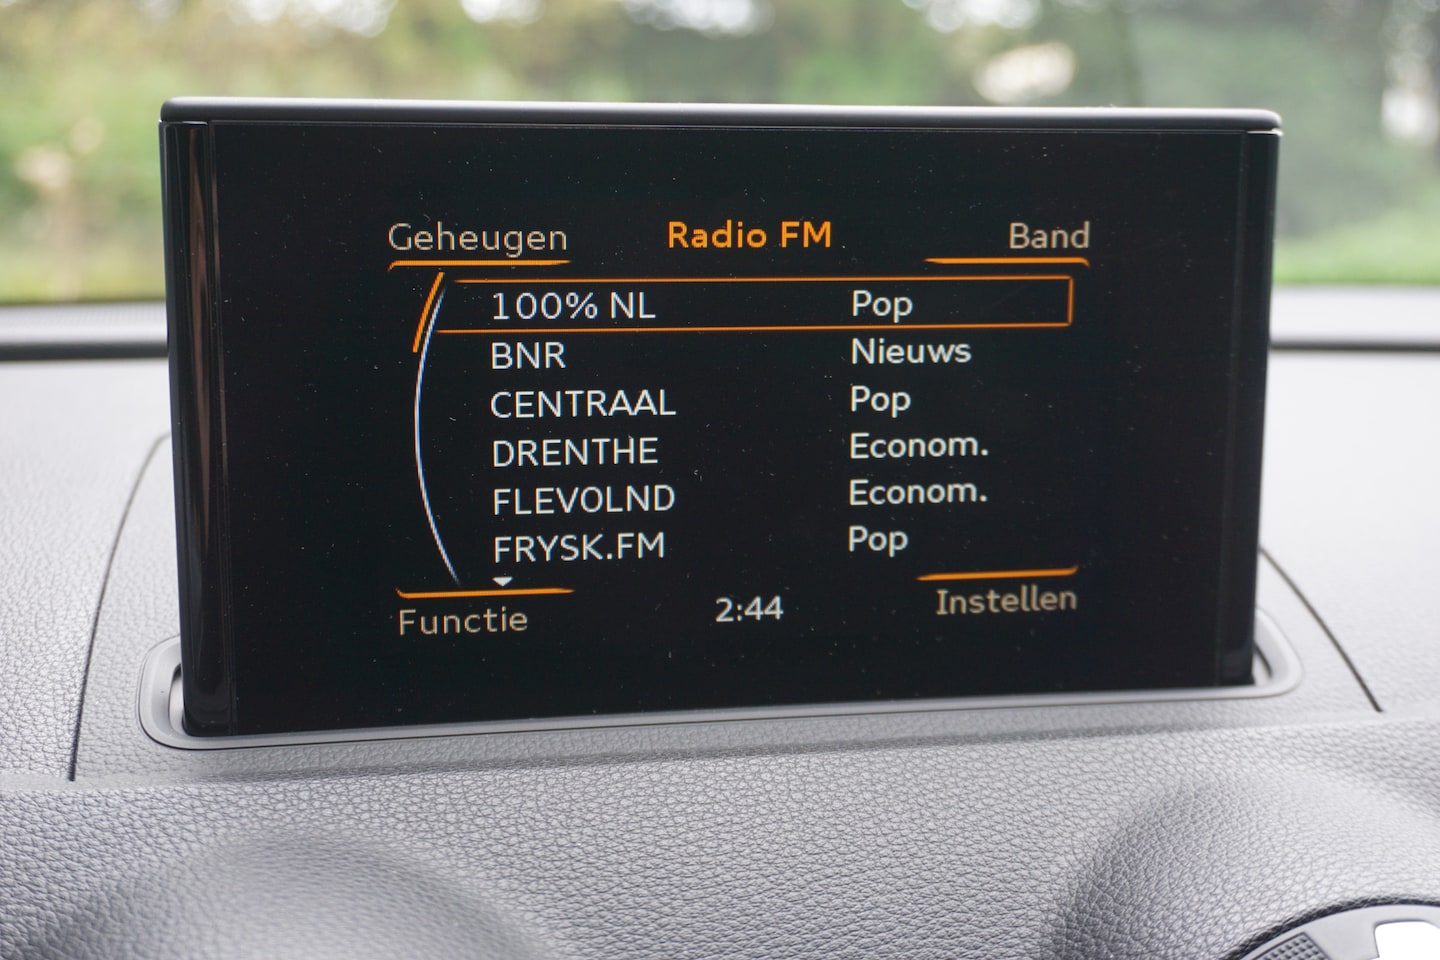 Geheugen Radio FM Band
100% NL Pop
BNR Nieuws
CENTRAAL Pop
DRENTHE Econom.
FLEVOLND Econom.
FRYSK.FM Pop
Functie 2:44 Instellen